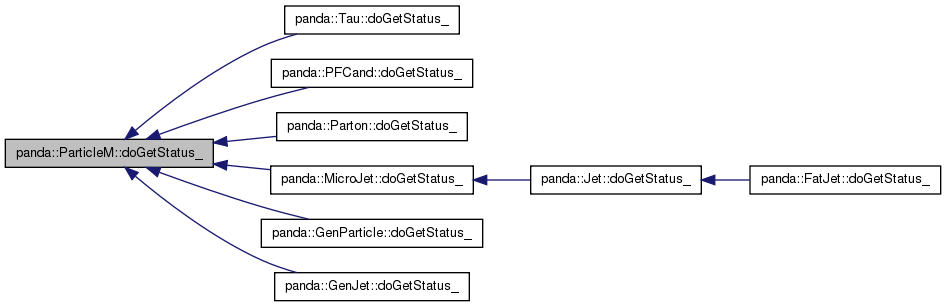 panda::Tau::doGetStatus_
panda::PFCand::doGetStatus_
panda::Parton::doGetStatus_
panda::ParticleM::doGetStatus_
panda::MicroJet::doGetStatus_
panda::Jet::doGetStatus_
panda::FatJet::doGetStatus_
panda::GenParticle::doGetStatus_
panda::GenJet::doGetStatus_